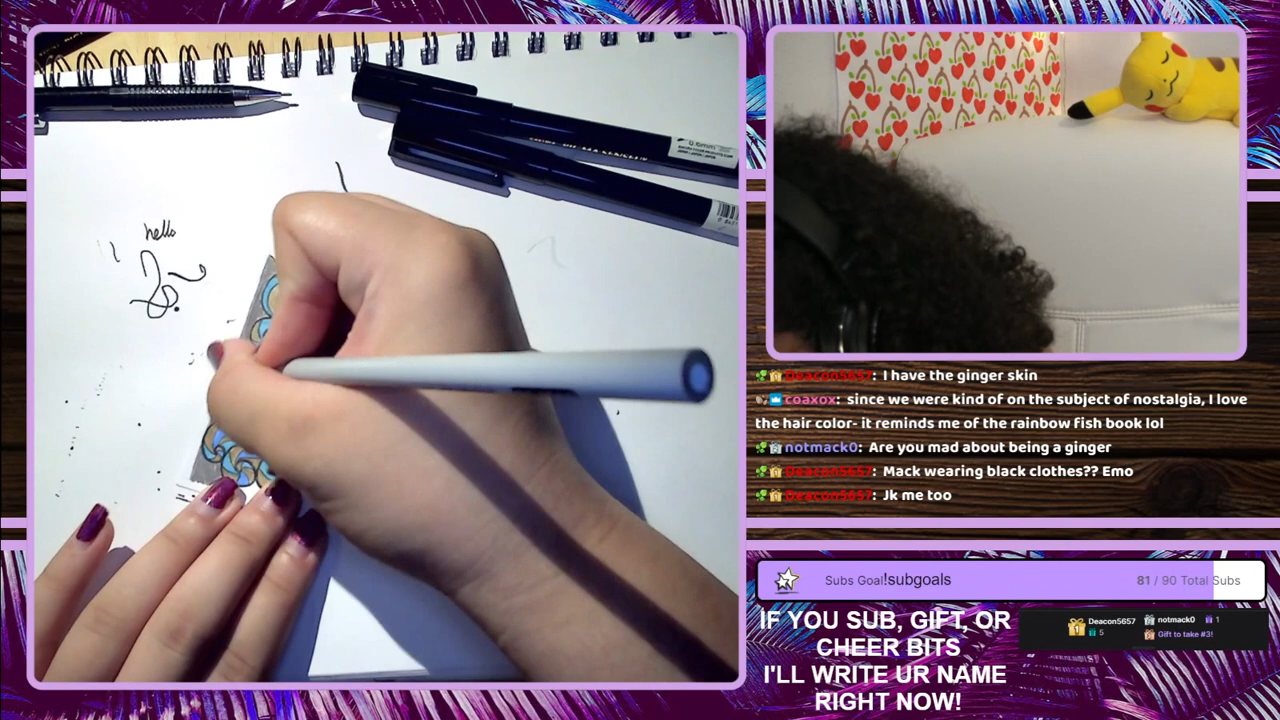 hello
Deacon5657: I have the ginger skin
coaxox: since we were kind of on the subject of nostalgia, I love
the hair color- it reminds me of the rainbow fish book lol
notmack0: Are you mad about being a ginger
Deacon5657: Mack wearing black clothes?? Emo
Deacon5657: Jk me too
Subs Goal!subgoals 81 / 90 Total Subs
IF YOU SUB, GIFT, OR
CHEER BITS
I'LL WRITE UR NAME
RIGHT NOW!
1 Deacon5657
5
notmack0 1
Gift to take #3!